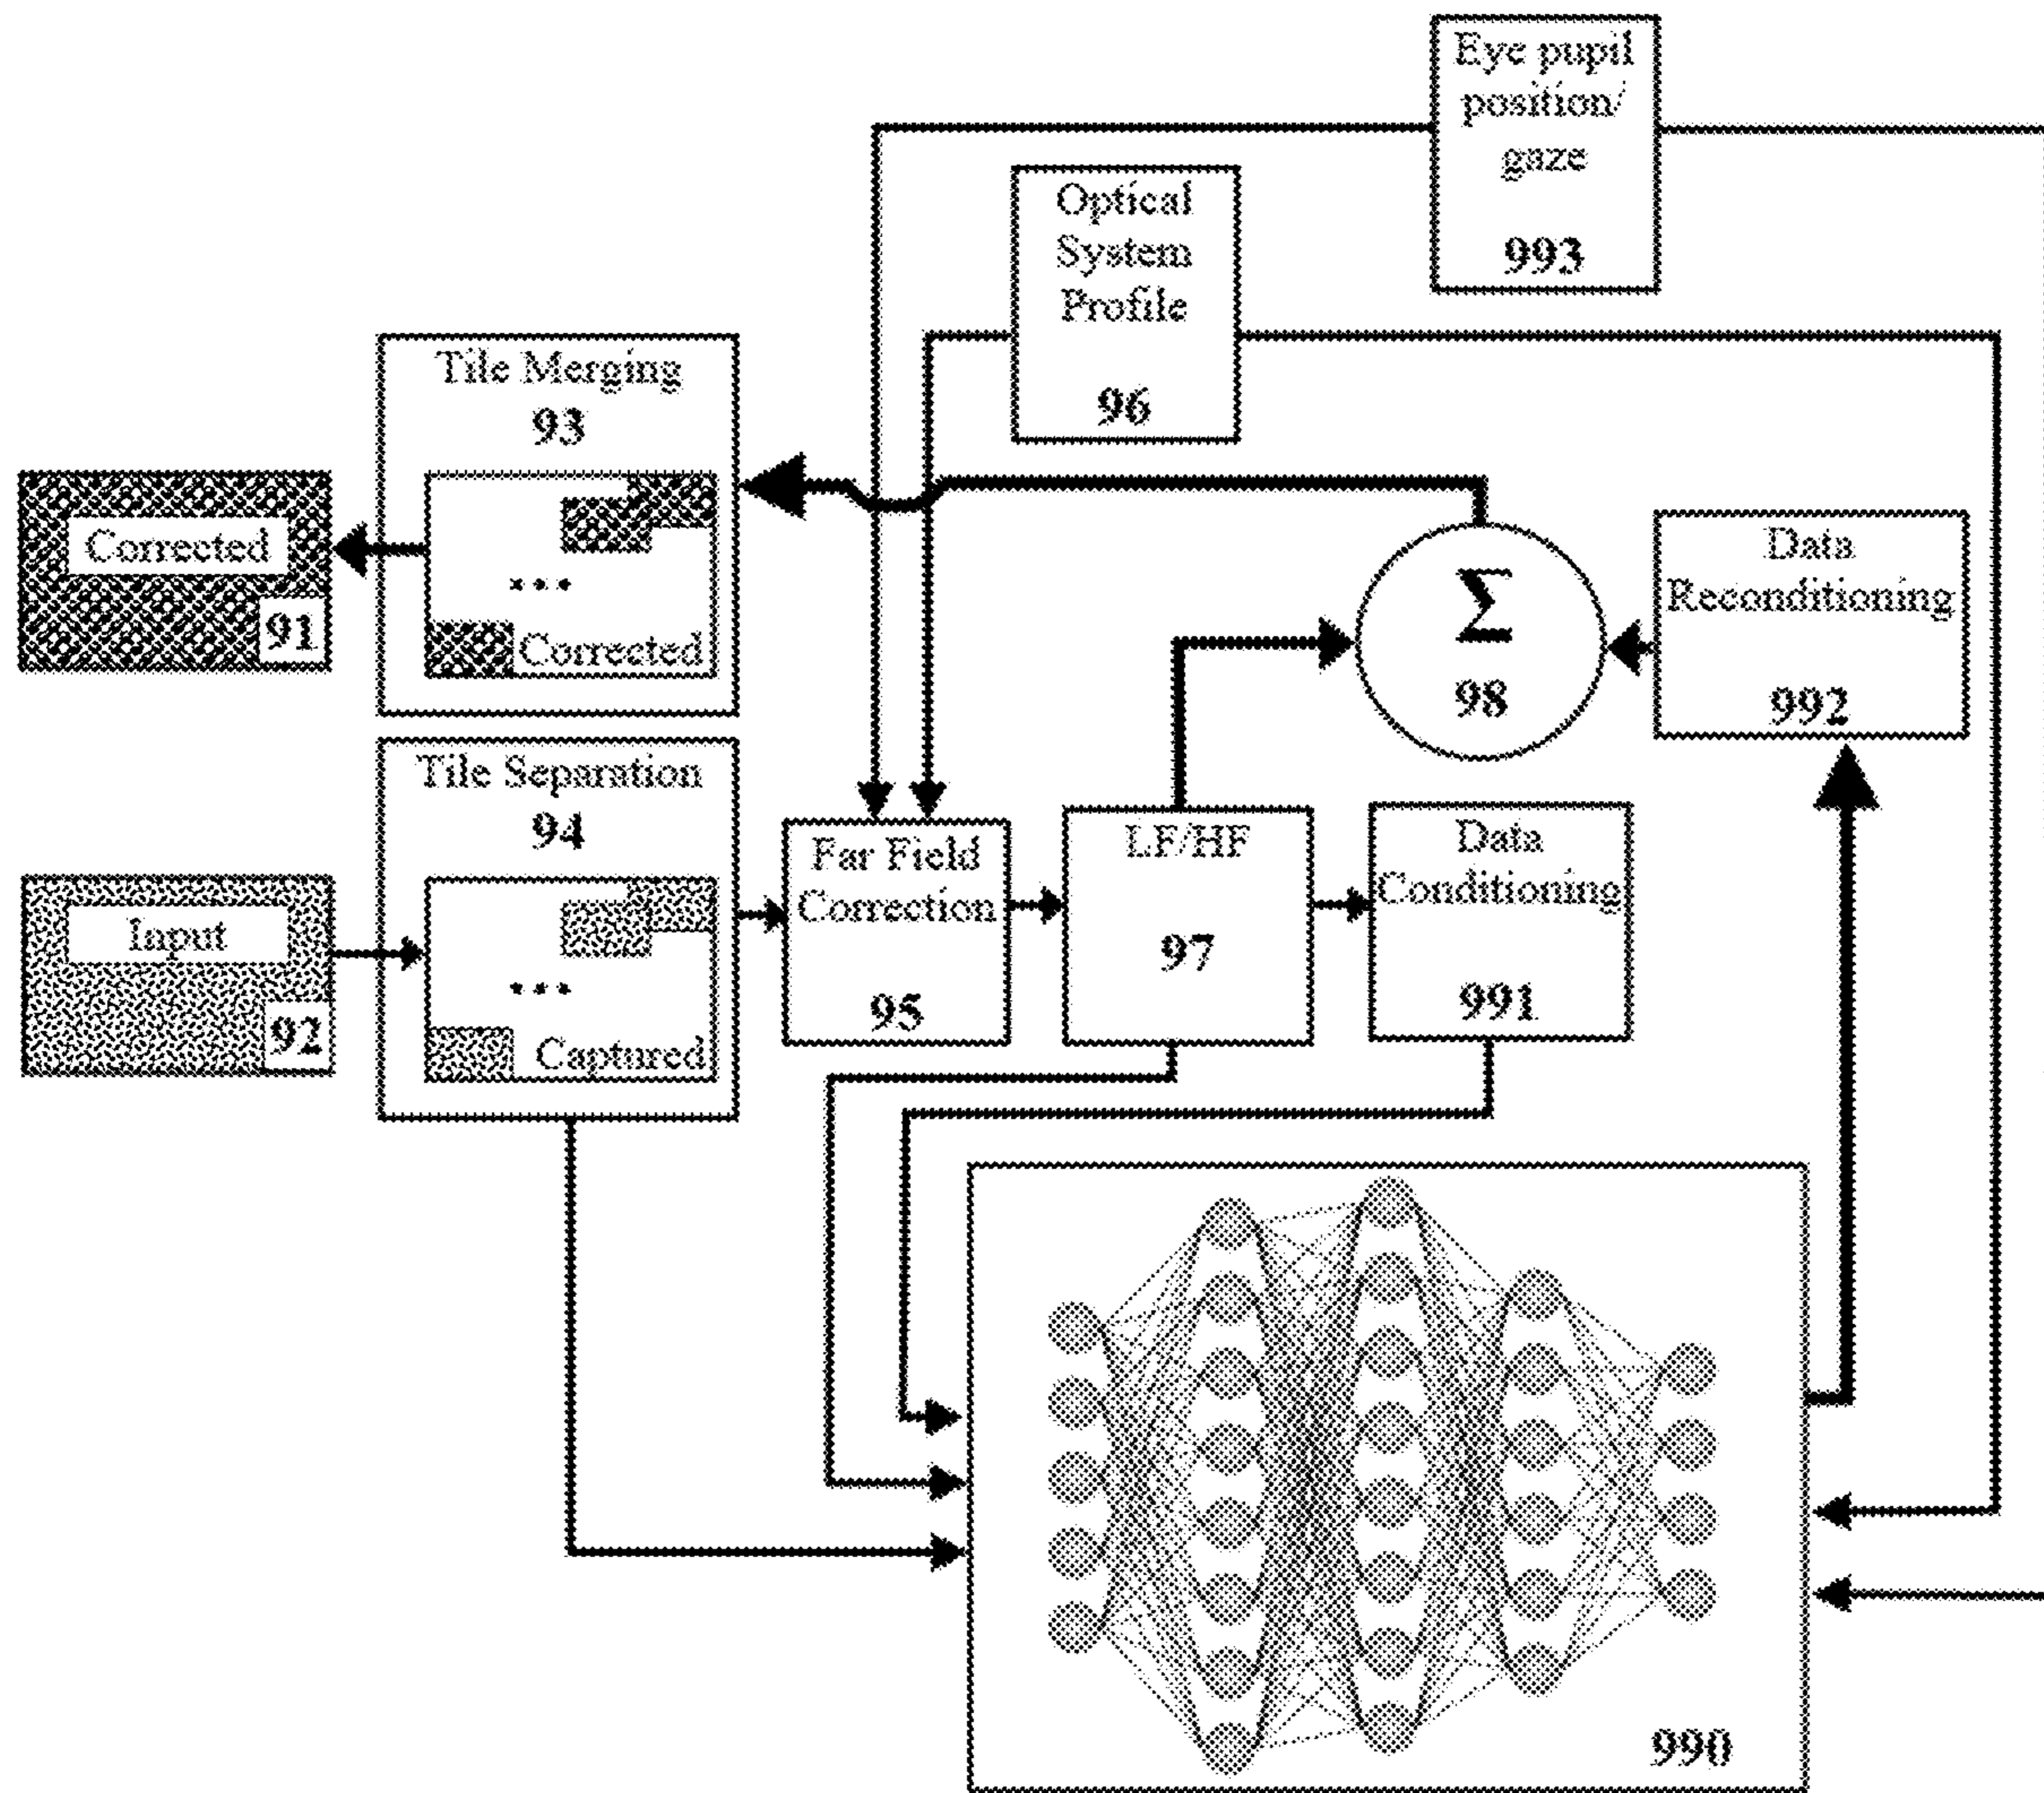 Eye pupil
position/
gaze
993
Optical
System
Profile
96
Tile Merging
93
...
Corrected
Corrected
91
Σ
98
Data
Reconditioning
992
Tile Separation
94
...
Captured
Input
92
Far Field
Correction
95
LF/HF
97
Data
Conditioning
991
990